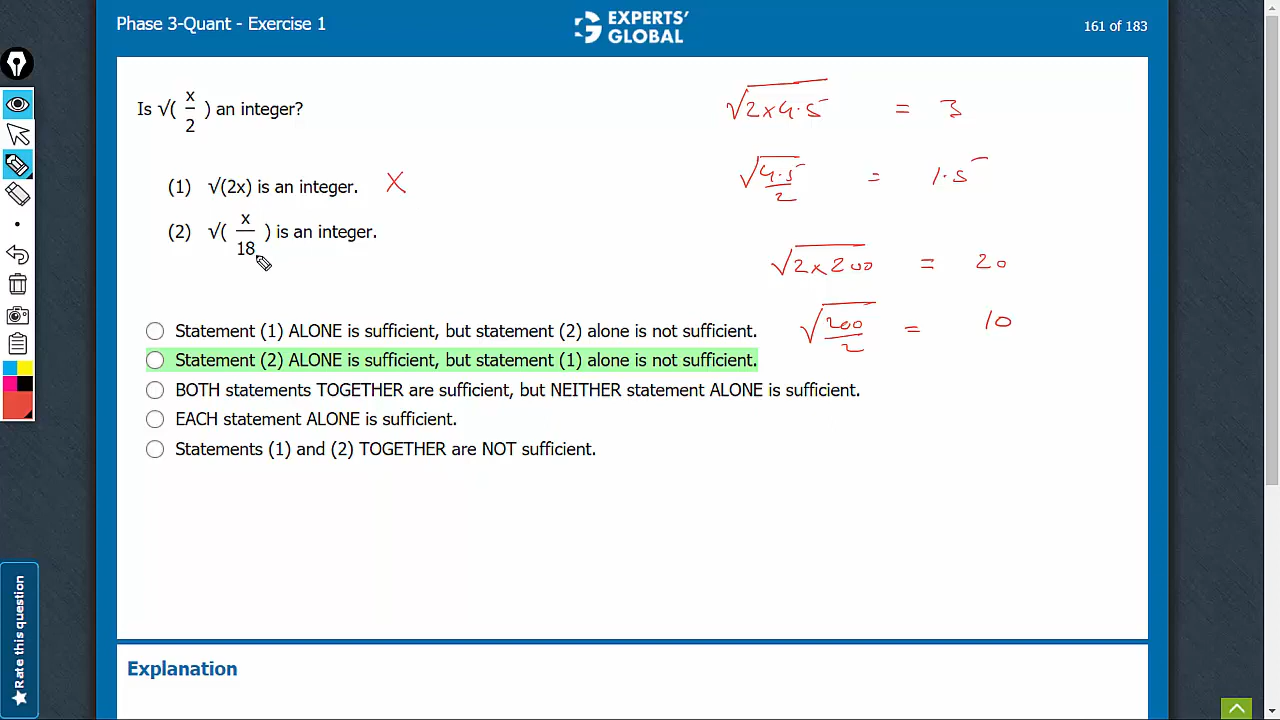 Phase 3-Quant - Exercise 1
EXPERTS'
GLOBAL
161 of 183
Is √( x/2 ) an integer?
(1) √(2x) is an integer. X
(2) √( x/18 ) is an integer.
√2x4.5 = 3
√4.5/2 = 1.5
√2x200 = 20
√200/2 = 10
Statement (1) ALONE is sufficient, but statement (2) alone is not sufficient.
Statement (2) ALONE is sufficient, but statement (1) alone is not sufficient.
BOTH statements TOGETHER are sufficient, but NEITHER statement ALONE is sufficient.
EACH statement ALONE is sufficient.
Statements (1) and (2) TOGETHER are NOT sufficient.
Rate this question
Explanation